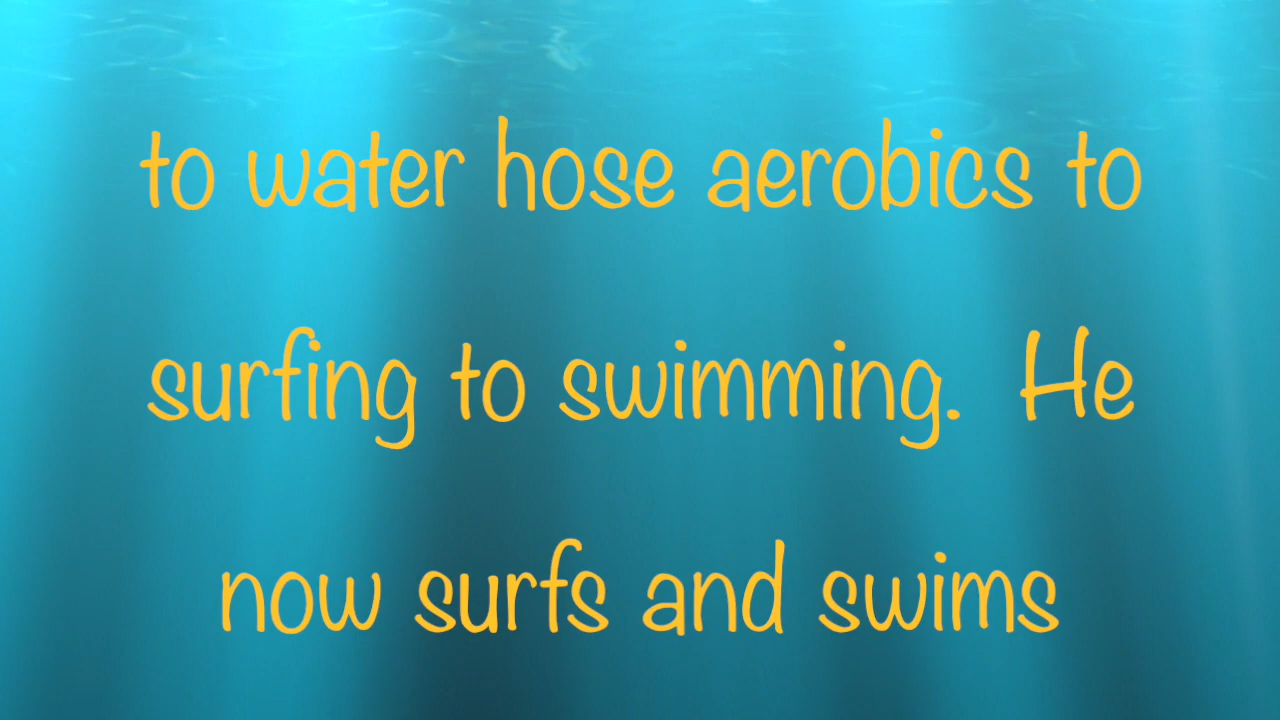 to water hose aerobics to
surfing to swimming.  He
now surfs and swims